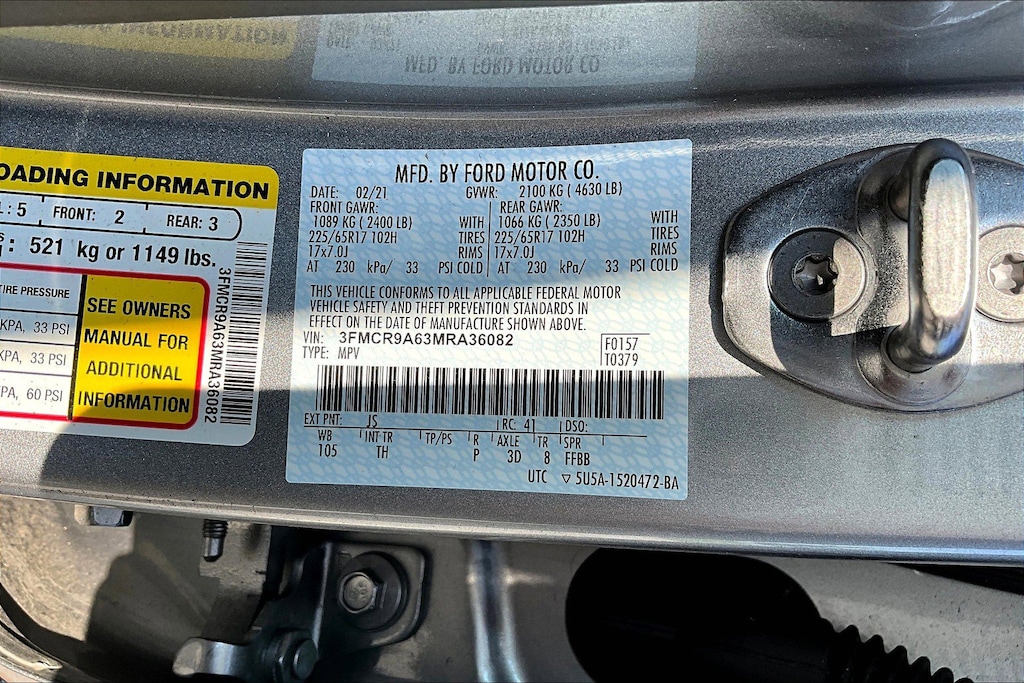 MFD. BY FORD MOTOR CO
OADING INFORMATION
: 5 FRONT: 2 REAR: 3
: 521 kg or 1149 lbs.
TIRE PRESSURE
KPA, 33 PSI
KPA, 33 PSI
PA, 60 PSI
SEE OWNERS
MANUAL FOR
ADDITIONAL
INFORMATION
3FMCR9A63MRA36082
MFD. BY FORD MOTOR CO.
DATE: 02/21 GVWR: 2100 KG ( 4630 LB)
FRONT GAWR: REAR GAWR:
1089 KG ( 2400 LB) WITH 1066 KG ( 2350 LB) WITH
225/65R17 102H TIRES 225/65R17 102H TIRES
17x7.0J RIMS 17x7.0J RIMS
AT 230 kPa/ 33 PSI COLD AT 230 kPa/ 33 PSI COLD
THIS VEHICLE CONFORMS TO ALL APPLICABLE FEDERAL MOTOR
VEHICLE SAFETY AND THEFT PREVENTION STANDARDS IN
EFFECT ON THE DATE OF MANUFACTURE SHOWN ABOVE.
VIN: 3FMCR9A63MRA36082 F0157
TYPE: MPV T0379
EXT PNT: JS RC: 41 DSO:
WB INT TR TP/PS R AXLE TR SPR
105 TH P 3D 8 FFBB
UTC ▽ 5U5A-1520472-BA